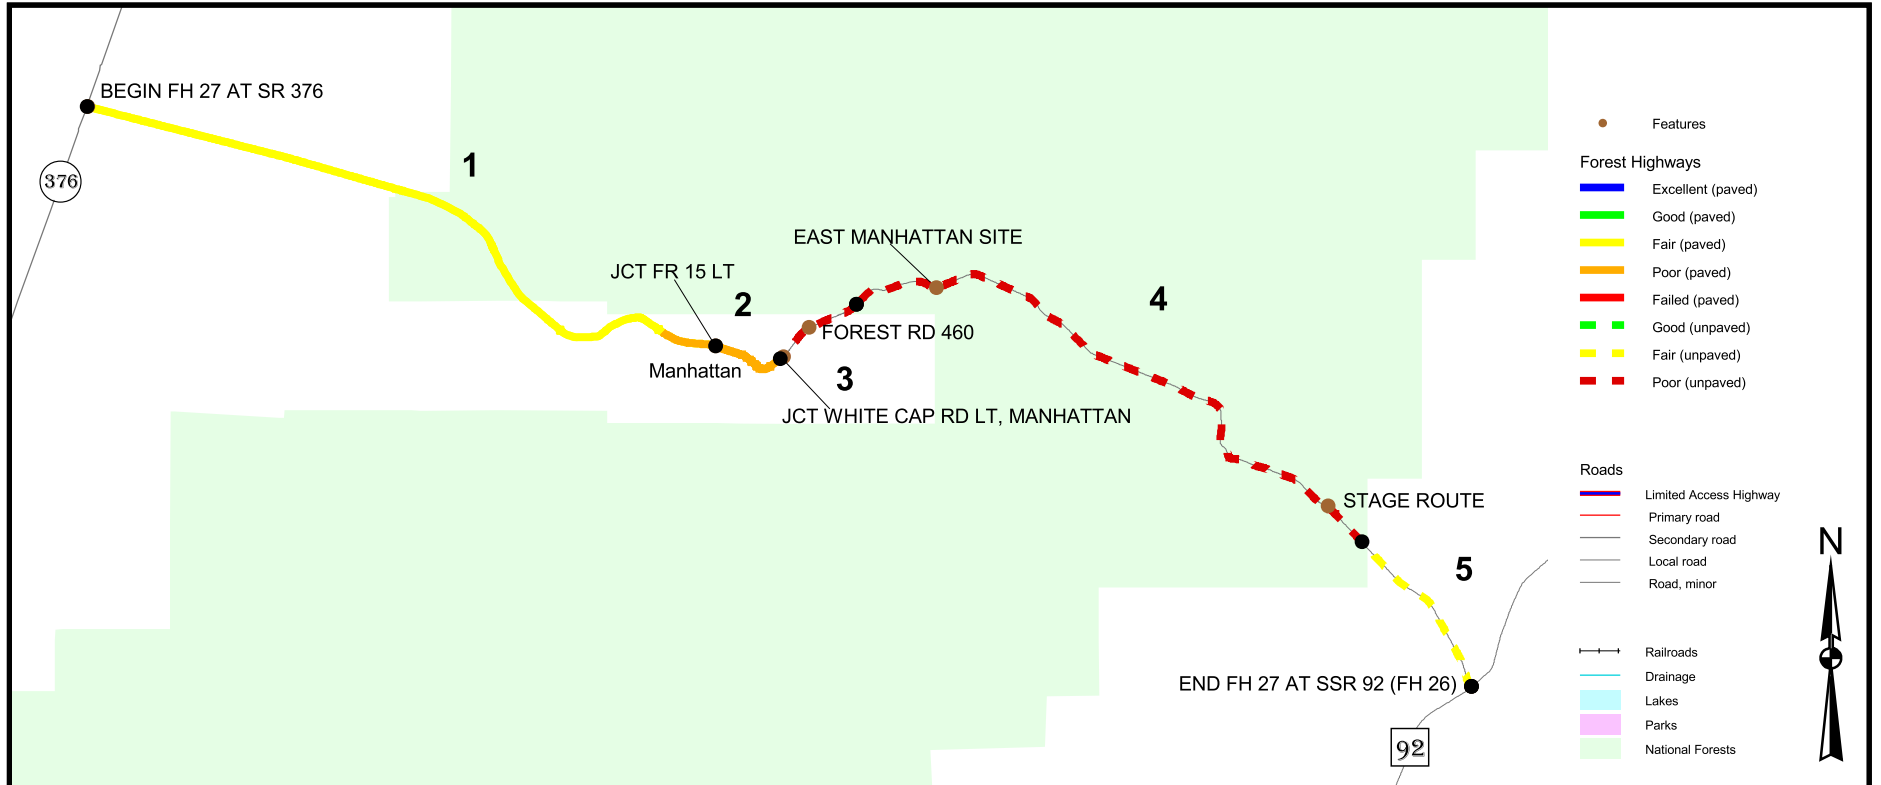 BEGIN FH 27 AT SR 376
376
1
EAST MANHATTAN SITE
JCT FR 15 LT
2
4
FOREST RD 460
Manhattan
3
JCT WHITE CAP RD LT, MANHATTAN
STAGE ROUTE
5
END FH 27 AT SSR 92 (FH 26)
92
Features
Forest Highways
Excellent (paved)
Good (paved)
Fair (paved)
Poor (paved)
Failed (paved)
Good (unpaved)
Fair (unpaved)
Poor (unpaved)
Roads
Limited Access Highway
Primary road
Secondary road
Local road
Road, minor
Railroads
Drainage
Lakes
Parks
National Forests
N